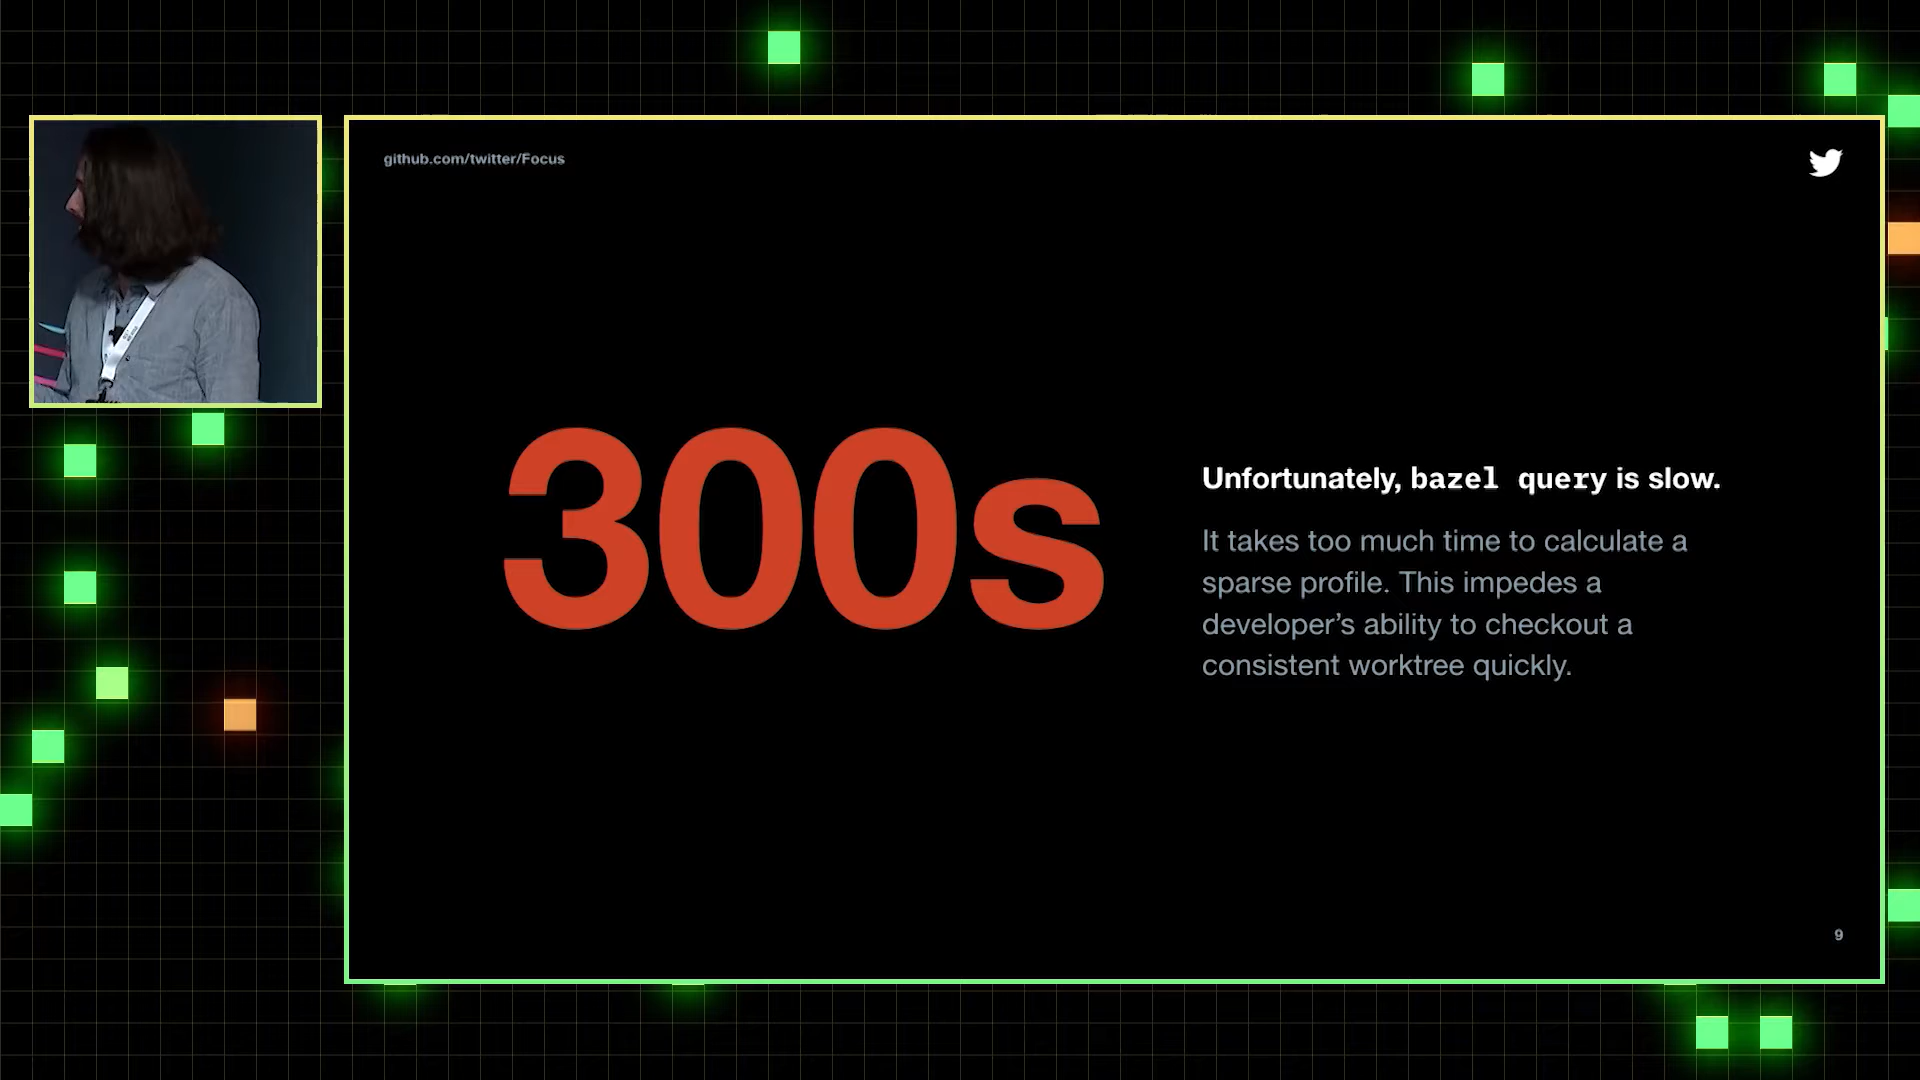 github.com/twitter/Focus
300s
Unfortunately, bazel query is slow.
It takes too much time to calculate a
sparse profile. This impedes a
developer’s ability to checkout a
consistent worktree quickly.
9